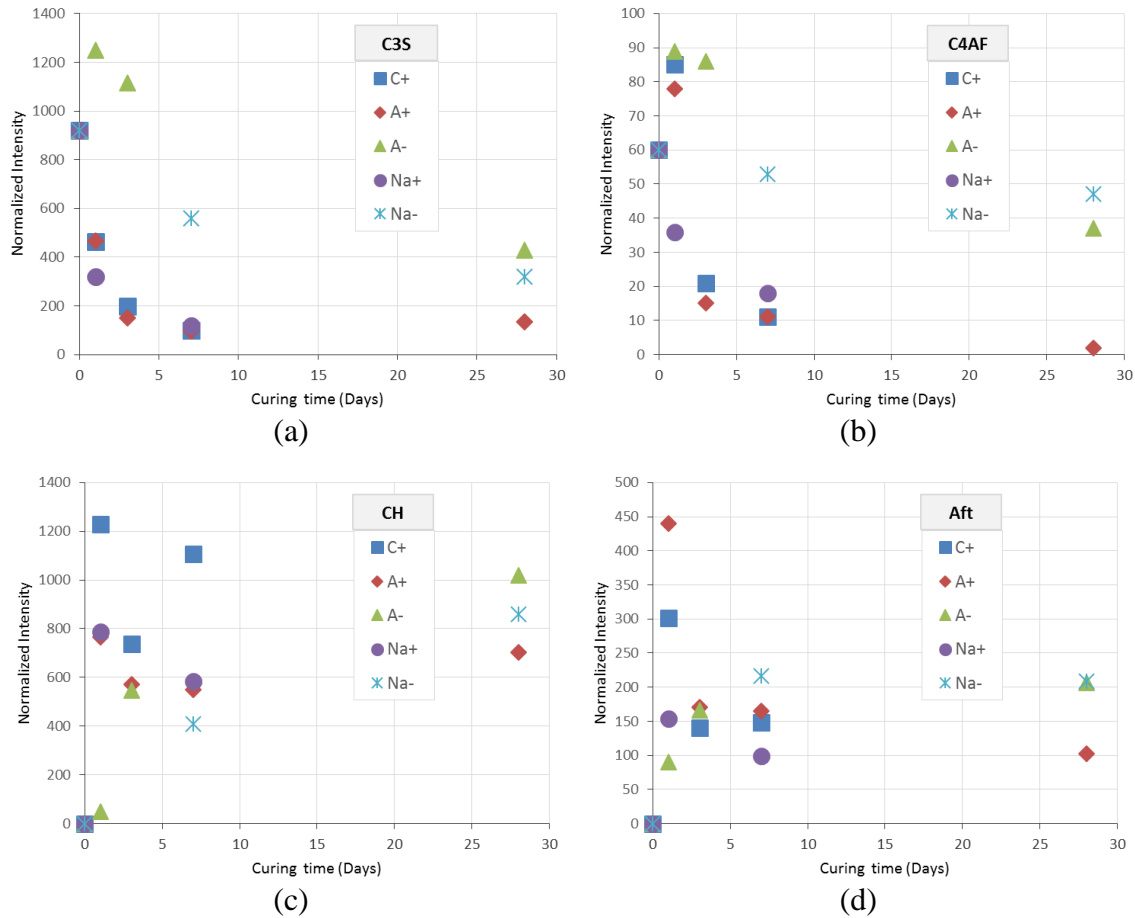 C3S
Normalized Intensity
1400
1200
1000
800
600
400
200
0
C+
A+
A-
Na+
Na-
0 5 10 15 20 25 30
Curing time (Days)
(a)
C4AF
Normalized Intensity
100
90
80
70
60
50
40
30
20
10
0
C+
A+
A-
Na+
Na-
0 5 10 15 20 25 30
Curing time (Days)
(b)
CH
Normalized Intensity
1400
1200
1000
800
600
400
200
0
C+
A+
A-
Na+
Na-
0 5 10 15 20 25 30
Curing time (Days)
(c)
Aft
Normalized Intensity
500
450
400
350
300
250
200
150
100
50
0
C+
A+
A-
Na+
Na-
0 5 10 15 20 25 30
Curing time (Days)
(d)